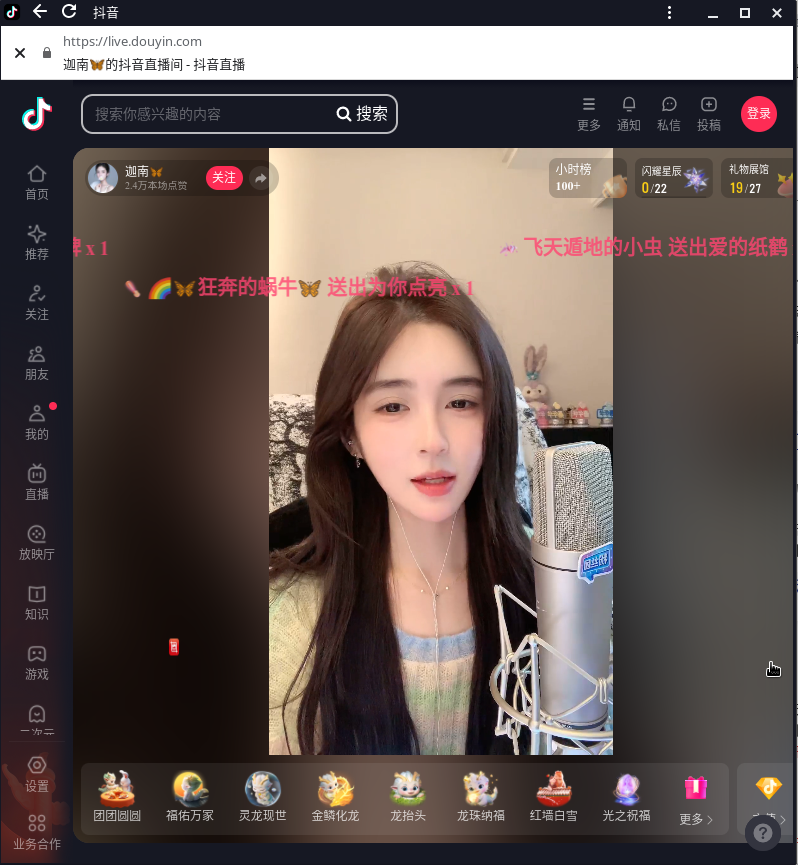 抖音
https://live.douyin.com
迦南🦋的抖音直播间 - 抖音直播
搜索你感兴趣的内容
搜索
更多
通知
私信
投稿
登录
首页
推荐
关注
朋友
我的
直播
放映厅
知识
游戏
二次元
设置
业务合作
迦南🦋
2.4万本场点赞
关注
小时榜
100+
闪耀星辰
0/22
礼物展馆
19/27
x 1
飞天遁地的小虫 送出爱的纸鹤
🌈🦋狂奔的蜗牛🦋 送出为你点亮 x 1
团团圆圆
福佑万家
灵龙现世
金鳞化龙
龙抬头
龙珠纳福
红墙白雪
光之祝福
更多 >